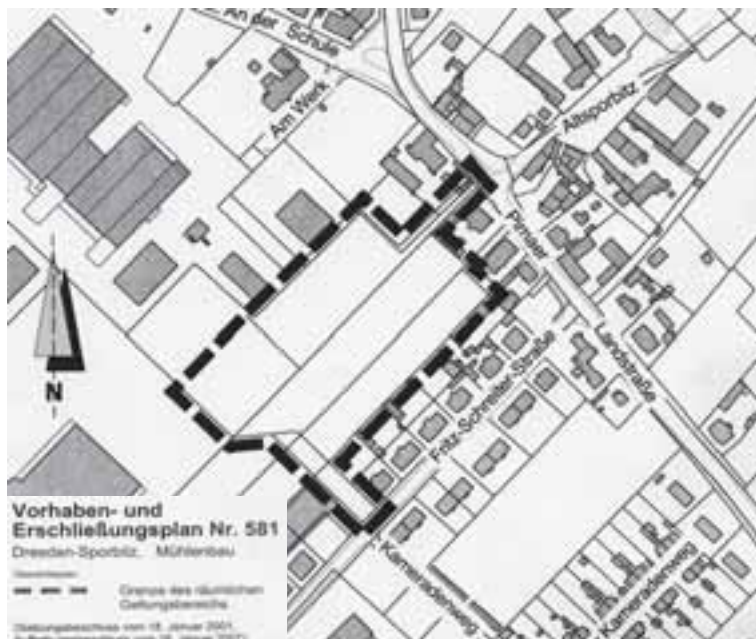 An der Schule
Am Werk
Altsporbitz
Pirnaer
Landstraße
Fritz-Schreiter-Straße
Kameradenweg
Kameradenweg
N
Vorhaben- und
Erschließungsplan Nr. 581
Dresden-Sporbitz, Mühlenbau
Grenze des räumlichen
Geltungsbereichs